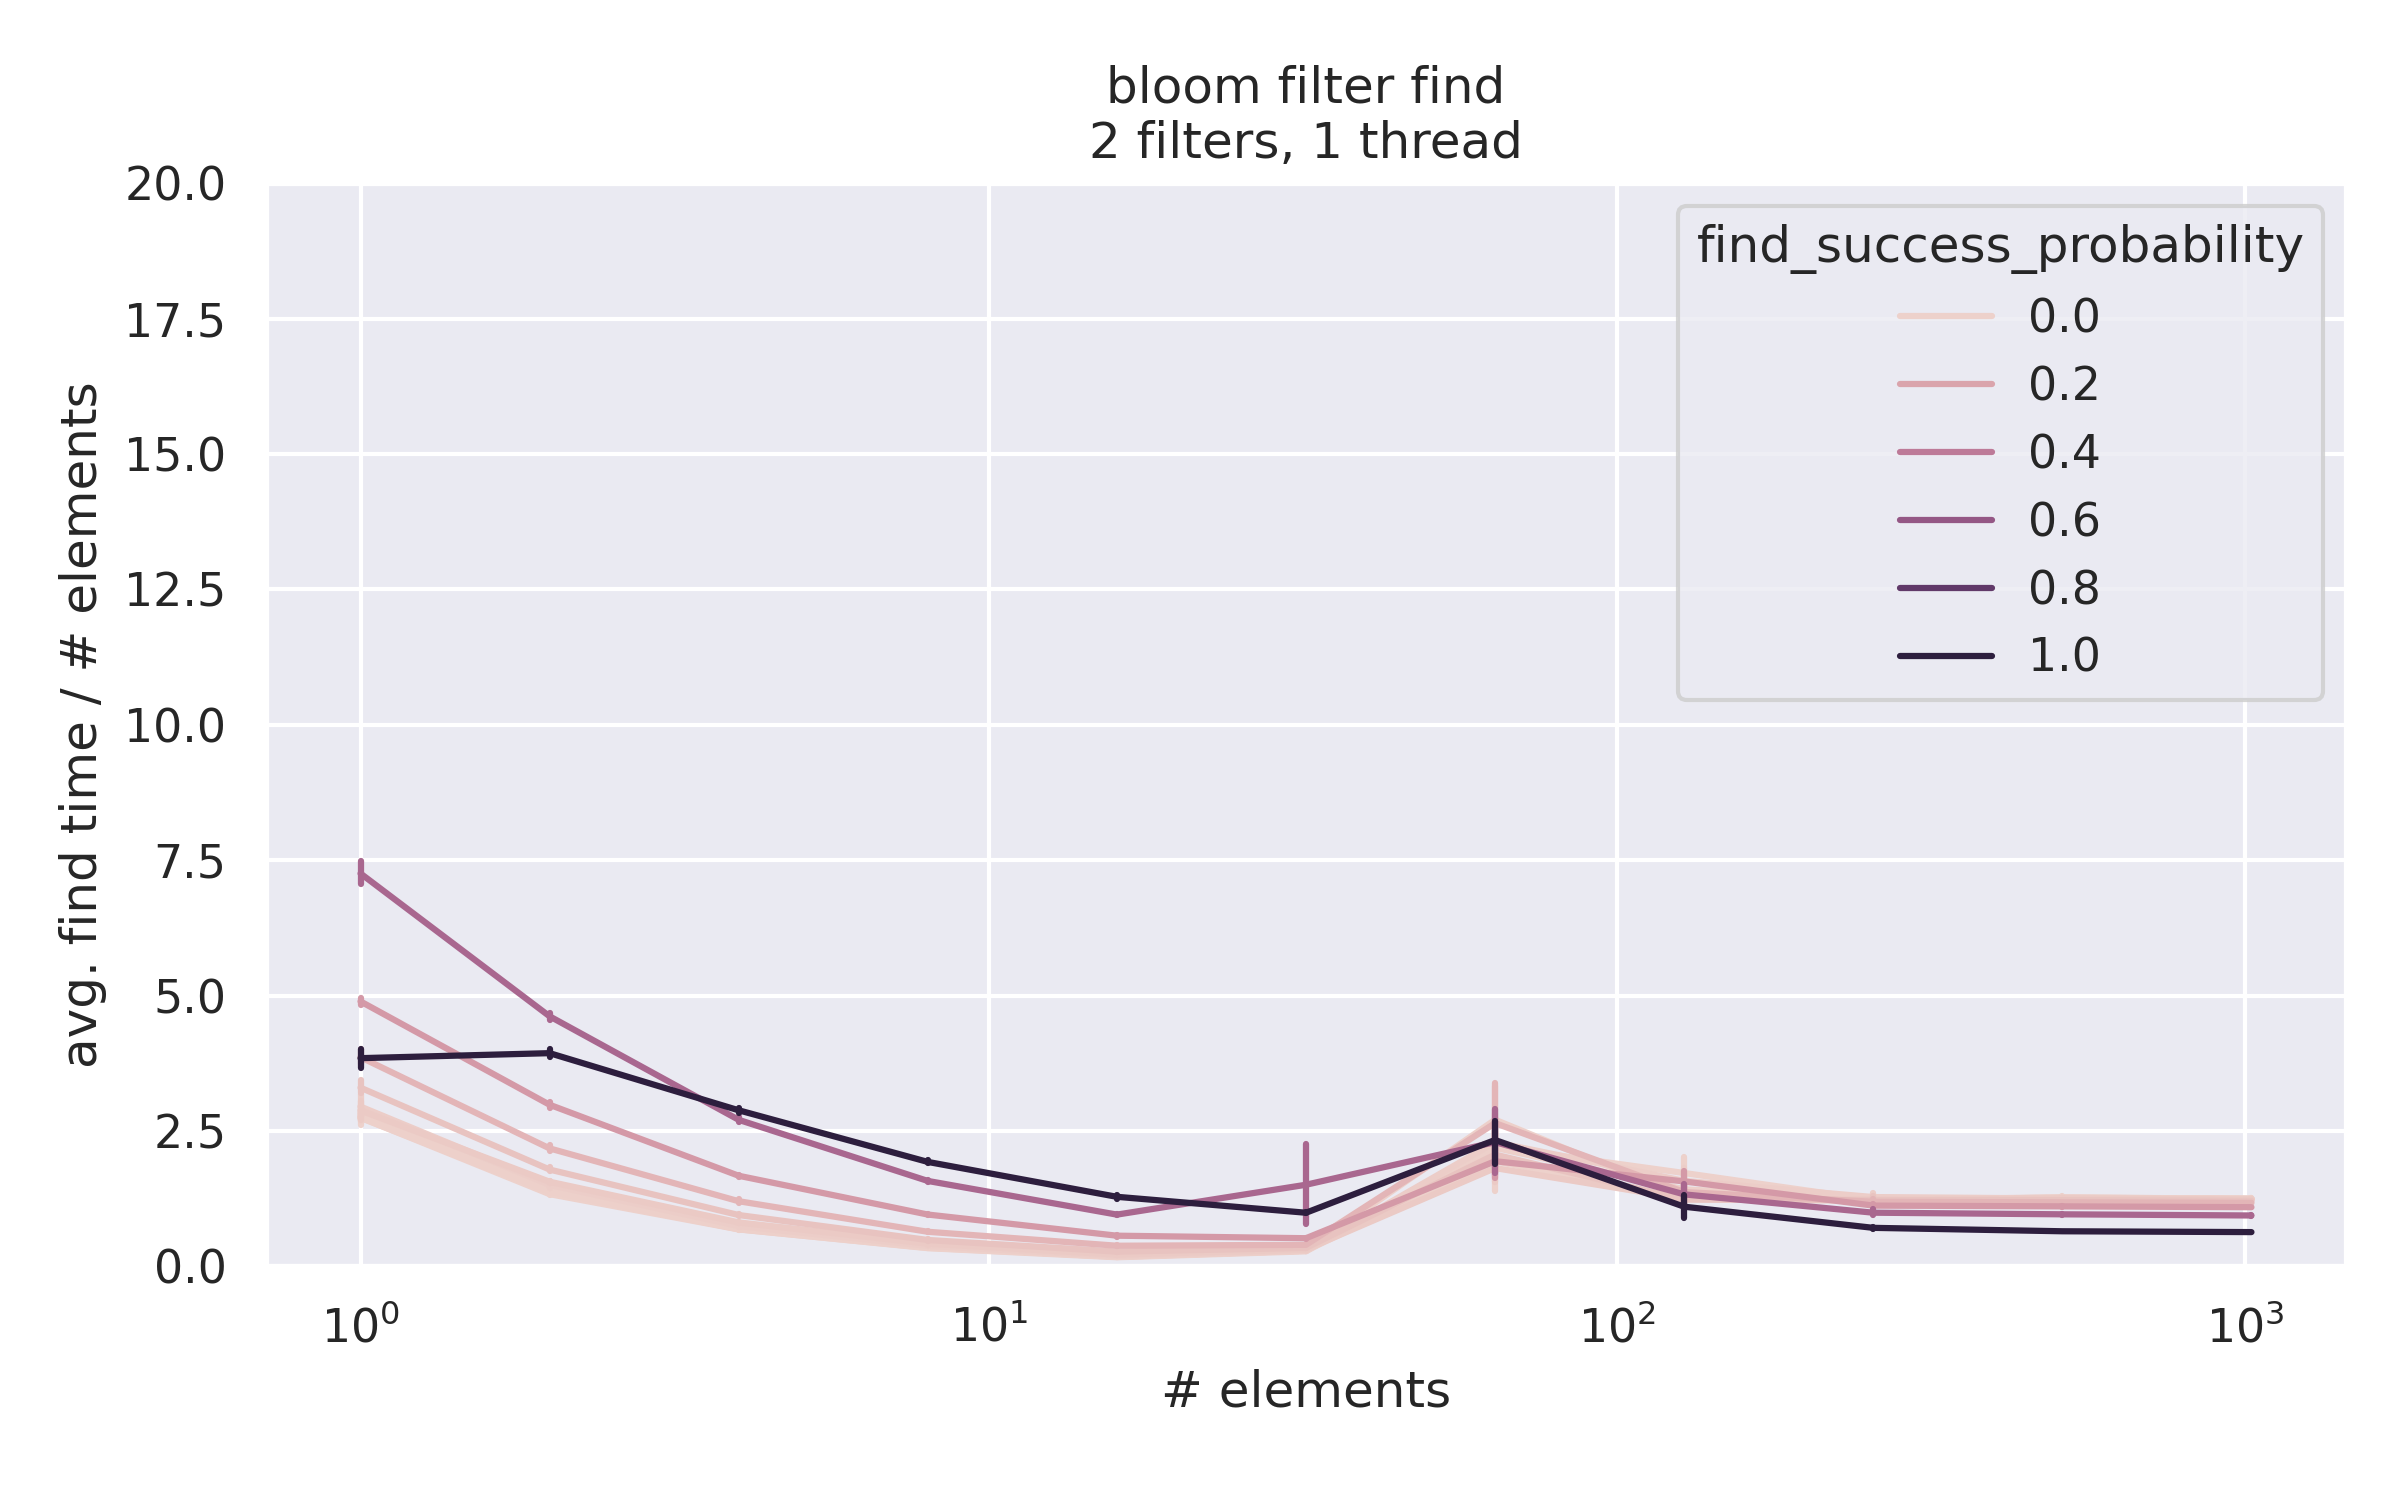 bloom filter find
2 filters, 1 thread
20.0
17.5
15.0
12.5
10.0
7.5
5.0
2.5
0.0
avg. find time / # elements
find_success_probability
0.0
0.2
0.4
0.6
0.8
1.0
10⁰ 10¹ 10² 10³
# elements